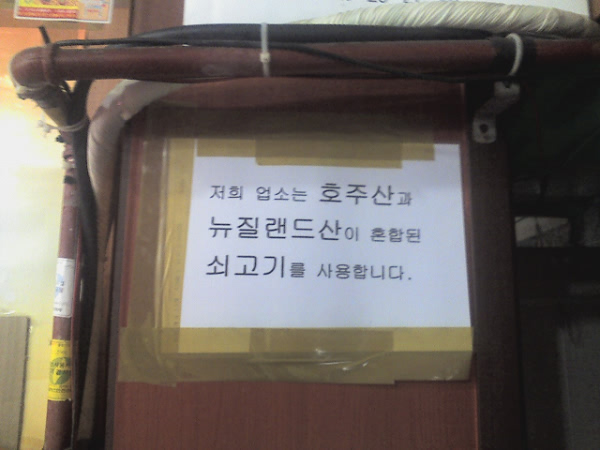 저희 업소는 호주산과
뉴질랜드산이 혼합된
쇠고기를 사용합니다.